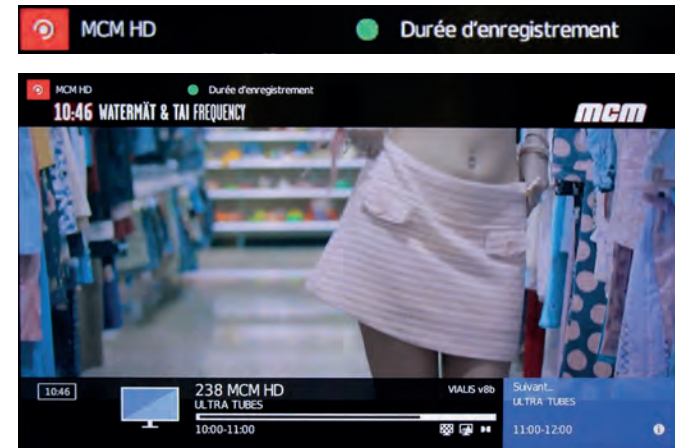 MCM HD Durée d'enregistrement
MCM HD Durée d'enregistrement
10:46 WATERMÄT & TAI FREQUENCY
mcm
10:46
238 MCM HD
VIALIS v8b
Suivant...
ULTRA TUBES
ULTRA TUBES
10:00-11:00
11:00-12:00